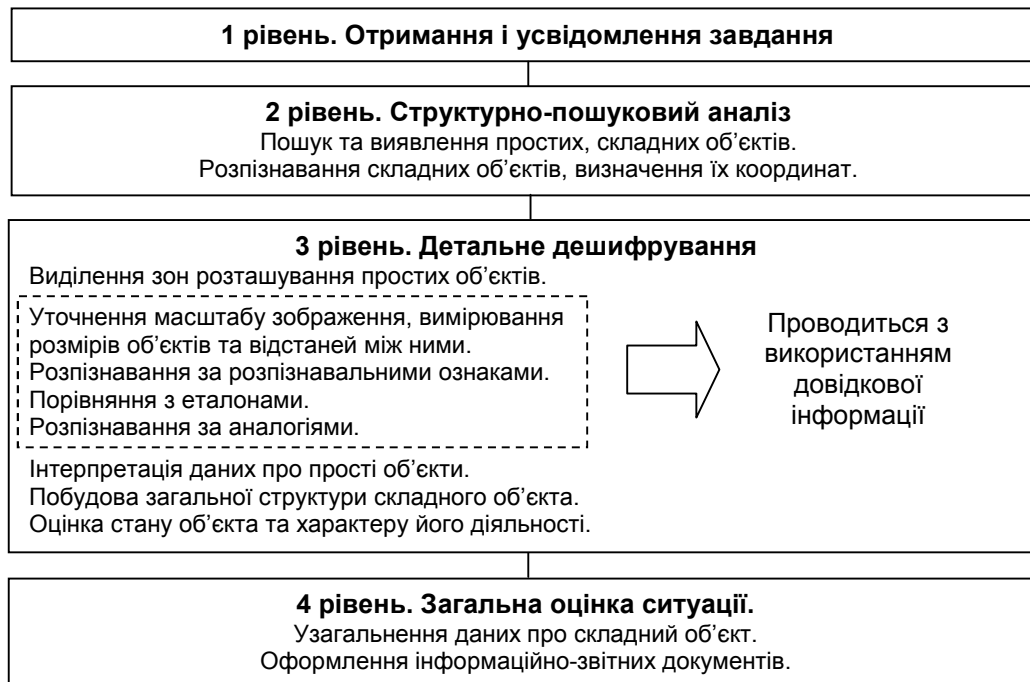 1 рівень. Отримання і усвідомлення завдання
2 рівень. Структурно-пошуковий аналіз
Пошук та виявлення простих, складних об’єктів.
Розпізнавання складних об’єктів, визначення їх координат.
3 рівень. Детальне дешифрування
Виділення зон розташування простих об’єктів.
Уточнення масштабу зображення, вимірювання
розмірів об’єктів та відстаней між ними.
Розпізнавання за розпізнавальними ознаками.
Порівняння з еталонами.
Розпізнавання за аналогіями.
Проводиться з
використанням
довідкової
інформації
Інтерпретація даних про прості об’єкти.
Побудова загальної структури складного об’єкта.
Оцінка стану об’єкта та характеру його діяльності.
4 рівень. Загальна оцінка ситуації.
Узагальнення даних про складний об’єкт.
Оформлення інформаційно-звітних документів.